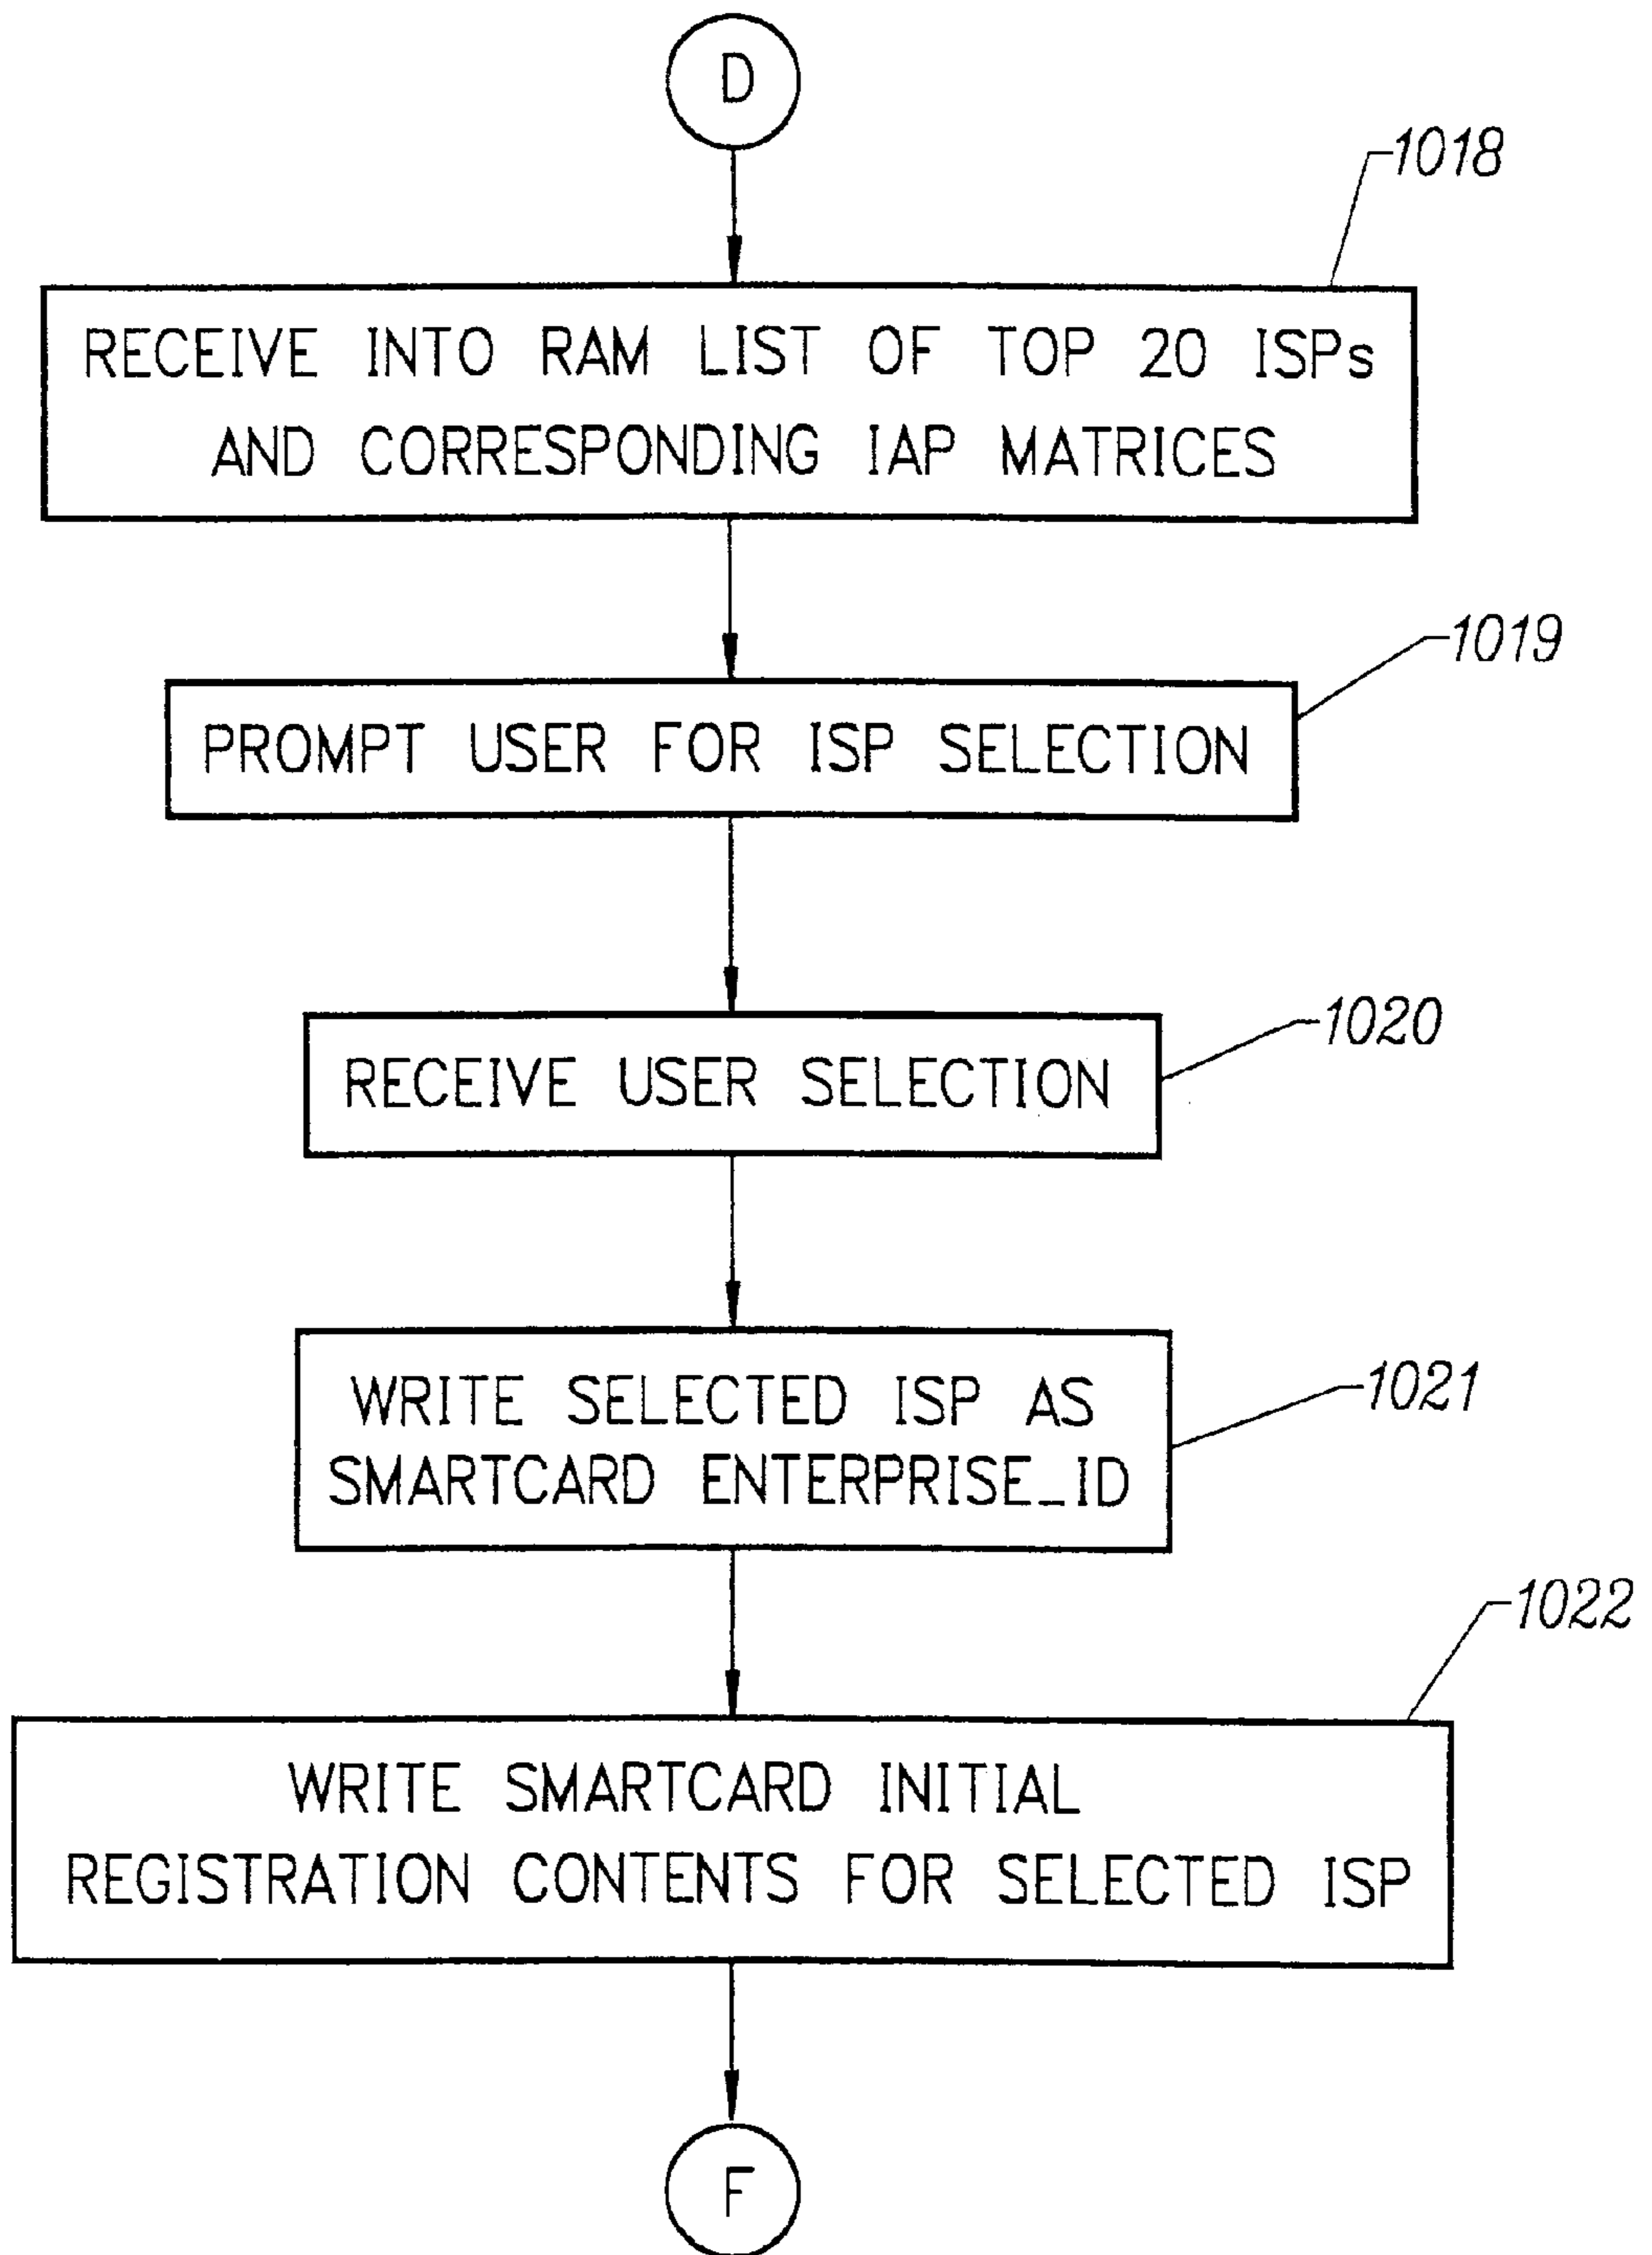 D
1018
RECEIVE INTO RAM LIST OF TOP 20 ISPs
AND CORRESPONDING IAP MATRICES
1019
PROMPT USER FOR ISP SELECTION
1020
RECEIVE USER SELECTION
1021
WRITE SELECTED ISP AS
SMARTCARD ENTERPRISE_ID
1022
WRITE SMARTCARD INITIAL
REGISTRATION CONTENTS FOR SELECTED ISP
F